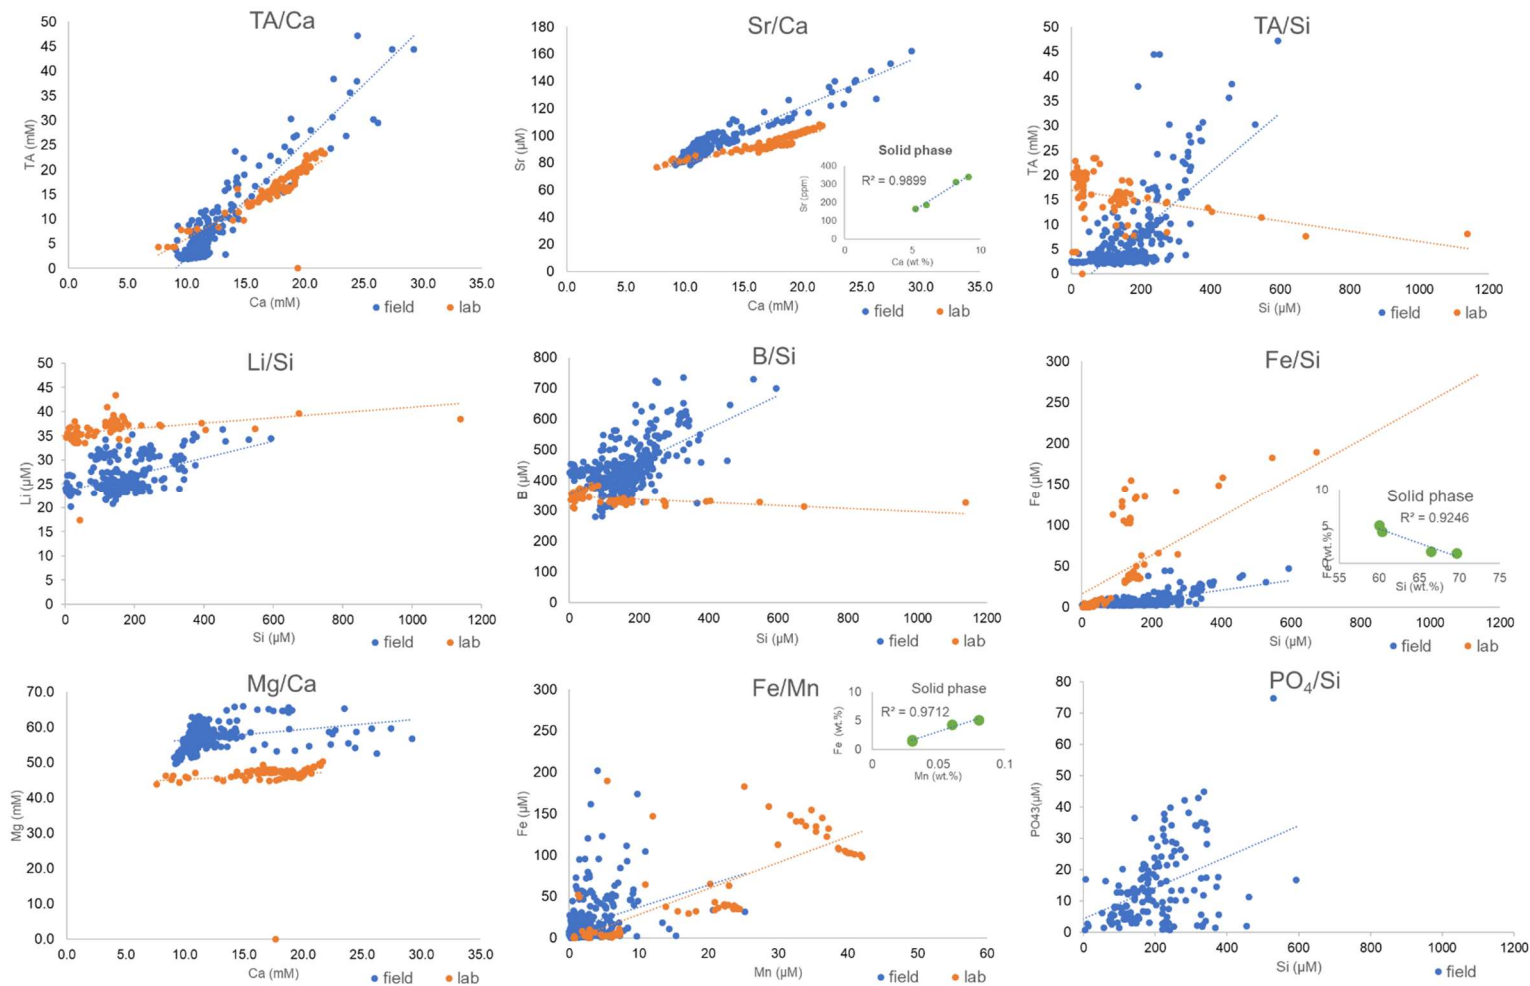 TA/Ca
50
45
40
35
30
25
20
15
10
5
0
TA (mM)
0.0 5.0 10.0 15.0 20.0 25.0 30.0 35.0
Ca (mM)
field lab
Sr/Ca
180
160
140
120
100
80
60
40
20
0
Sr (µM)
0.0 5.0 10.0 15.0 20.0 25.0 30.0 35.0
Ca (mM)
field lab
Solid phase
R² = 0.9899
400
300
200
100
0
Sr (ppm)
0 5 10
Ca (wt.%)
TA/Si
50
45
40
35
30
25
20
15
10
5
0
TA (mM)
0 200 400 600 800 1000 1200
Si (µM)
field lab
Li/Si
50
45
40
35
30
25
20
15
10
5
0
Li (µM)
0 200 400 600 800 1000 1200
Si (µM)
field lab
B/Si
800
700
600
500
400
300
200
100
0
B (µM)
0 200 400 600 800 1000 1200
Si (µM)
field lab
Fe/Si
300
250
200
150
100
50
0
Fe (µM)
0 200 400 600 800 1000 1200
Si (µM)
field lab
Solid phase
R² = 0.9246
10
5
0
Fe (wt.%)
55 60 65 70 75
Si (wt.%)
Mg/Ca
70.0
60.0
50.0
40.0
30.0
20.0
10.0
0.0
Mg (mM)
0.0 5.0 10.0 15.0 20.0 25.0 30.0 35.0
Ca (mM)
field lab
Fe/Mn
300
250
200
150
100
50
0
Fe (µM)
0 10 20 30 40 50 60
Mn (µM)
field lab
Solid phase
R² = 0.9712
10
5
0
Fe (wt.%)
0 0.05 0.1
Mn (wt.%)
PO₄/Si
80
70
60
50
40
30
20
10
0
PO43(µM)
0 200 400 600 800 1000 1200
Si (µM)
field